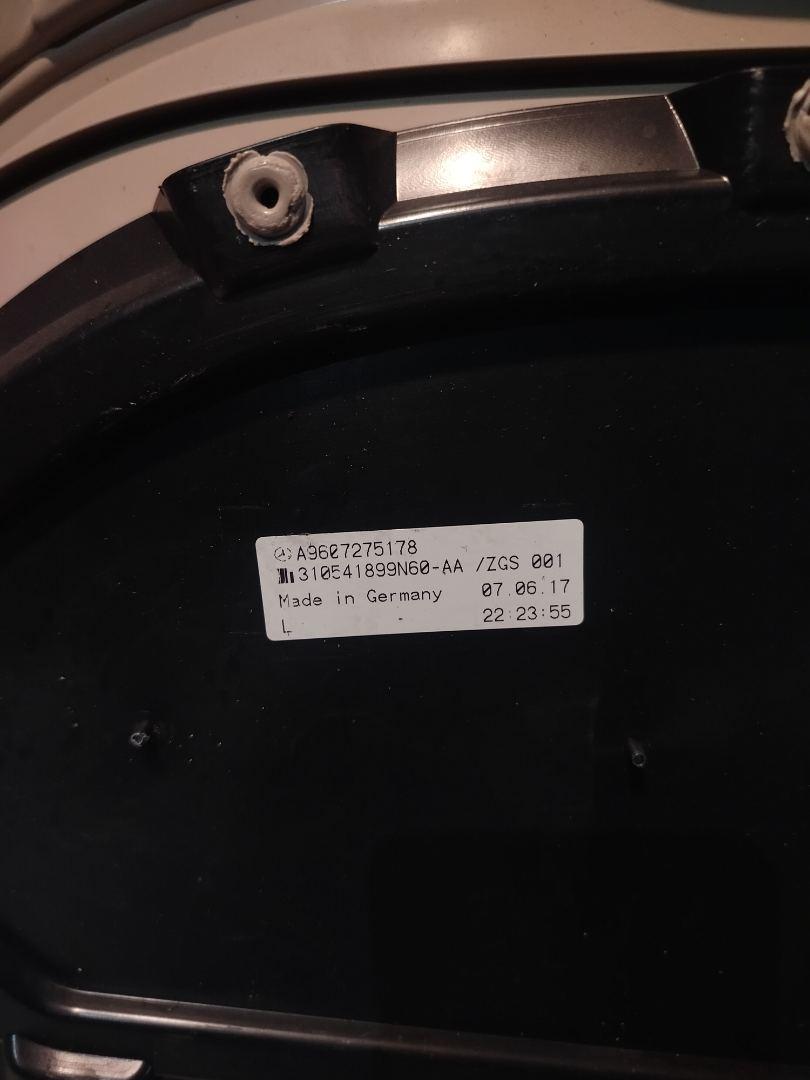 A9607275178
310541899N60-AA /ZGS 001
Made in Germany 07.06.17
L 22:23:55